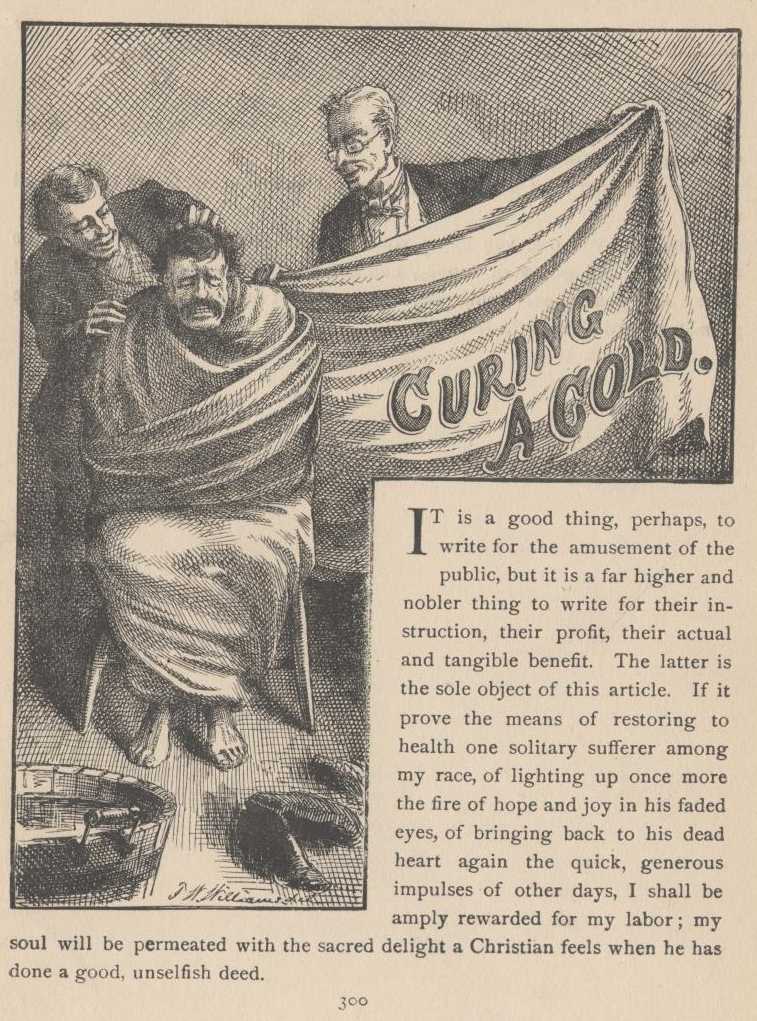 CURING
A COLD.
IT is a good thing, perhaps, to
write for the amusement of the
public, but it is a far higher and
nobler thing to write for their in-
struction, their profit, their actual
and tangible benefit. The latter is
the sole object of this article. If it
prove the means of restoring to
health one solitary sufferer among
my race, of lighting up once more
the fire of hope and joy in his faded
eyes, of bringing back to his dead
heart again the quick, generous
impulses of other days, I shall be
amply rewarded for my labor; my
soul will be permeated with the sacred delight a Christian feels when he has
done a good, unselfish deed.
T. W. Williams del
300